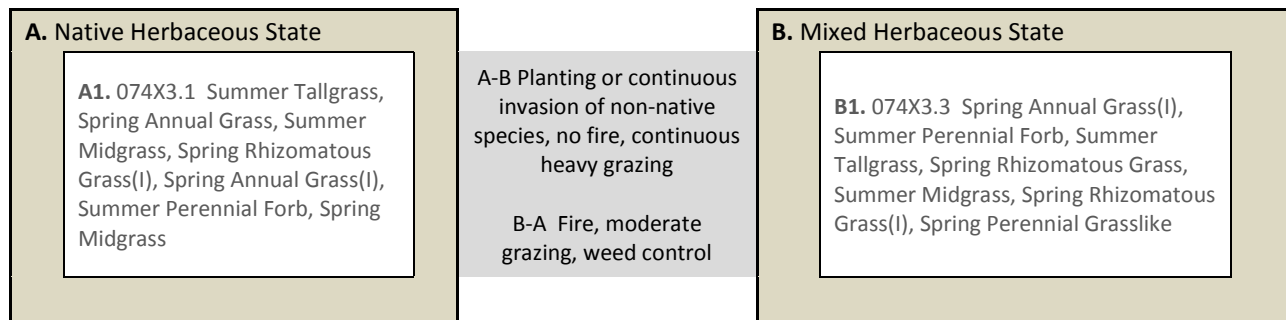 A. Native Herbaceous State
A1. 074X3.1 Summer Tallgrass,
Spring Annual Grass, Summer
Midgrass, Spring Rhizomatous
Grass(I), Spring Annual Grass(I),
Summer Perennial Forb, Spring
Midgrass
A-B Planting or continuous
invasion of non-native
species, no fire, continuous
heavy grazing
B-A Fire, moderate
grazing, weed control
B. Mixed Herbaceous State
B1. 074X3.3 Spring Annual Grass(I),
Summer Perennial Forb, Summer
Tallgrass, Spring Rhizomatous Grass,
Summer Midgrass, Spring Rhizomatous
Grass(I), Spring Perennial Grasslike